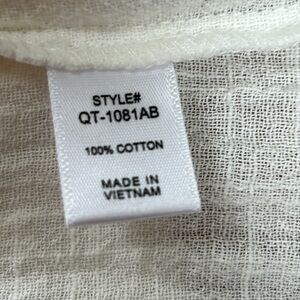 STYLE#
QT-1081AB
100% COTTON
MADE IN
VIETNAM